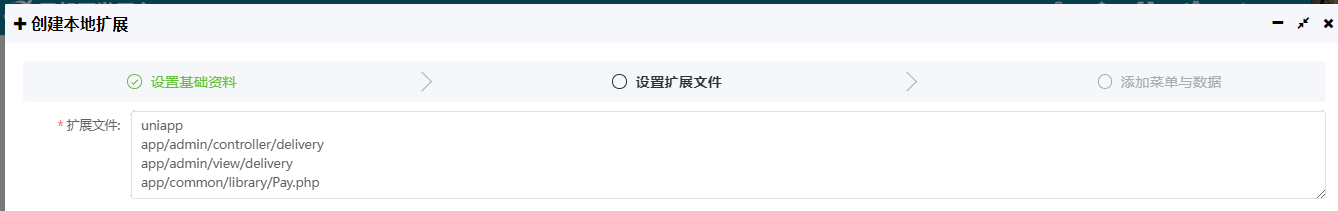 创建本地扩展
设置基础资料
设置扩展文件
添加菜单与数据
* 扩展文件:
uniapp
app/admin/controller/delivery
app/admin/view/delivery
app/common/library/Pay.php